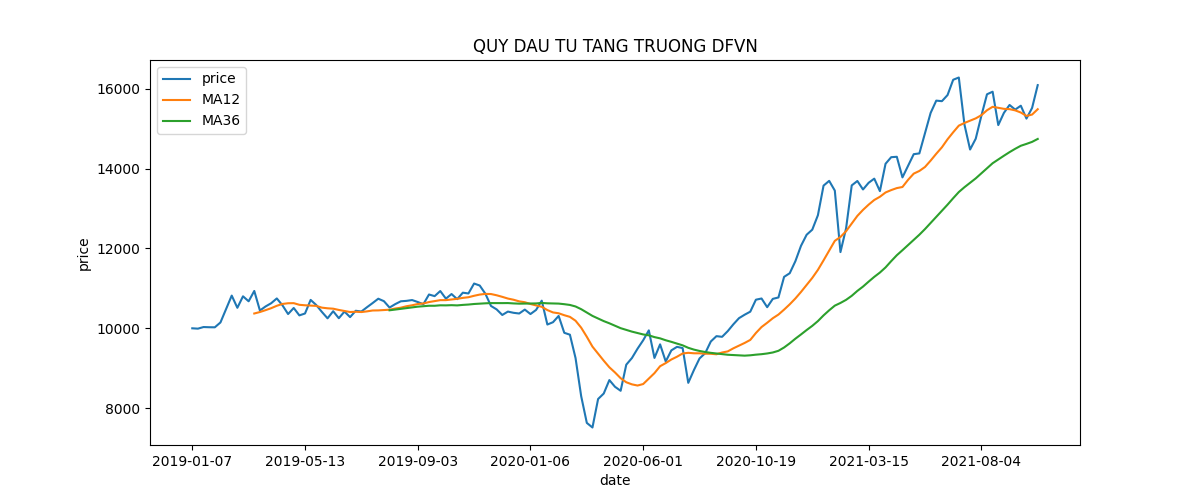 QUY DAU TU TANG TRUONG DFVN
price
MA12
MA36
16000
14000
12000
10000
8000
price
2019-01-07 2019-05-13 2019-09-03 2020-01-06 2020-06-01 2020-10-19 2021-03-15 2021-08-04
date